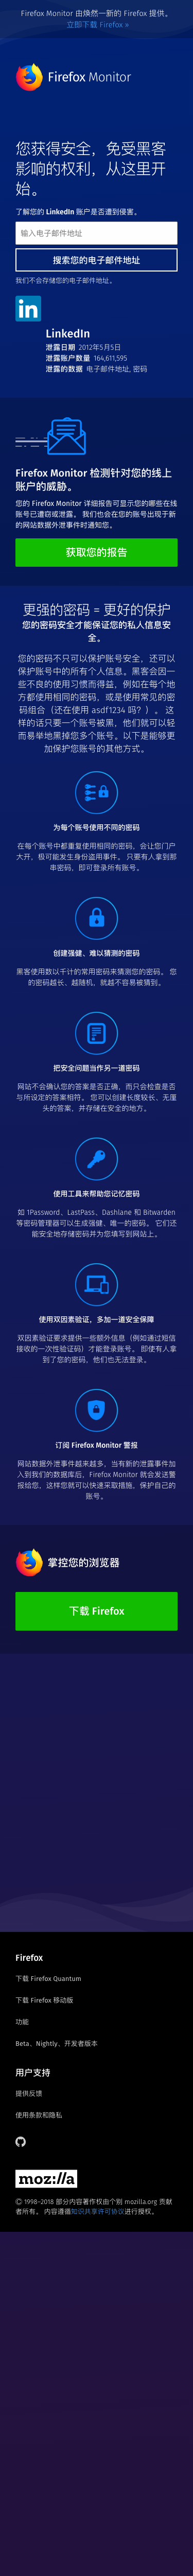 Firefox Monitor 由焕然一新的 Firefox 提供。
立即下载 Firefox »
Firefox Monitor
您获得安全，免受黑客
影响的权利，从这里开
始。
了解您的 LinkedIn 账户是否遭到侵害。
输入电子邮件地址
搜索您的电子邮件地址
我们不会存储您的电子邮件地址。
in
LinkedIn
泄露日期 2012年5月5日
泄露账户数量 164,611,595
泄露的数据 电子邮件地址, 密码
Firefox Monitor 检测针对您的线上
账户的威胁。
您的 Firefox Monitor 详细报告可显示您的哪些在线
账号已遭窃或泄露， 我们亦会在您的账号出现于新
的网站数据外泄事件时通知您。
获取您的报告
更强的密码 = 更好的保护
您的密码安全才能保证您的私人信息安
全。
您的密码不只可以保护账号安全，还可以
保护账号中的所有个人信息。黑客会因一
些不良的使用习惯而得益，例如在每个地
方都使用相同的密码，或是使用常见的密
码组合（还在使用 asdf1234 吗？）。 这
样的话只要一个账号被黑，他们就可以轻
而易举地黑掉您多个账号。以下是能够更
加保护您账号的其他方式。
为每个账号使用不同的密码
在每个账号中都重复使用相同的密码，会让您门户
大开，极可能发生身份盗用事件， 只要有人拿到那
串密码，即可登录所有账号。
创建强健、难以猜测的密码
黑客使用数以千计的常用密码来猜测您的密码。 您
的密码越长、越随机，就越不容易被猜到。
把安全问题当作另一道密码
网站不会确认您的答案是否正确，而只会检查是否
与所设定的答案相符。 您可以创建长度较长、无厘
头的答案，并存储在安全的地方。
使用工具来帮助您记忆密码
如 1Password、LastPass、Dashlane 和 Bitwarden
等密码管理器可以生成强健、唯一的密码， 它们还
能安全地存储密码并为您填写到网站上。
使用双因素验证，多加一道安全保障
双因素验证要求提供一些额外信息（例如通过短信
接收的一次性验证码）才能登录账号。 即使有人拿
到了您的密码，他们也无法登录。
订阅 Firefox Monitor 警报
网站数据外泄事件越来越多，当有新的泄露事件加
入到我们的数据库后，Firefox Monitor 就会发送警
报给您，这样您就可以快速采取措施，保护自己的
账号。
掌控您的浏览器
下载 Firefox
Firefox
下载 Firefox Quantum
下载 Firefox 移动版
功能
Beta、Nightly、开发者版本
用户支持
提供反馈
使用条款和隐私
moz://a
© 1998–2018 部分内容著作权由个别 mozilla.org 贡献
者所有。 内容遵循知识共享许可协议进行授权。